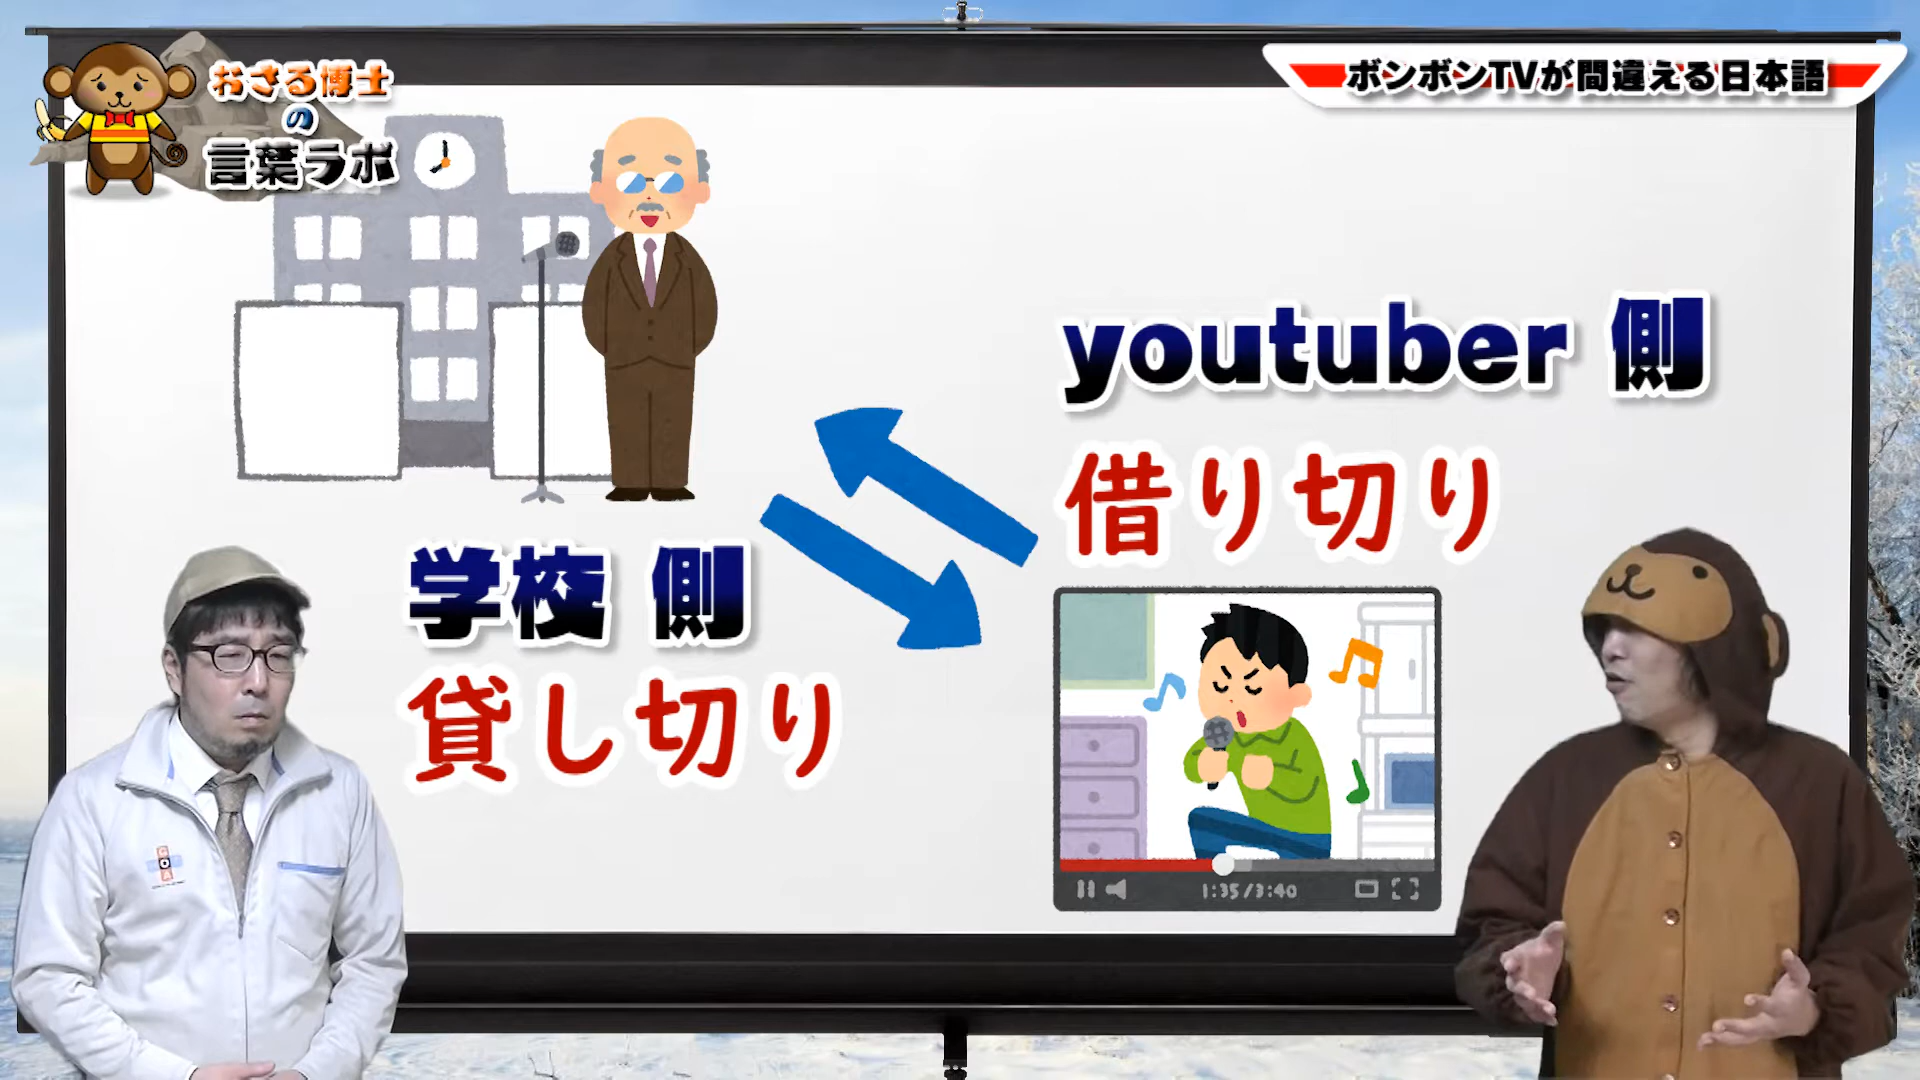 おさる博士
の
言葉ラボ
ボンボンTVが間違える日本語
youtuber 側
借り切り
学校 側
貸し切り
1:35/3:40